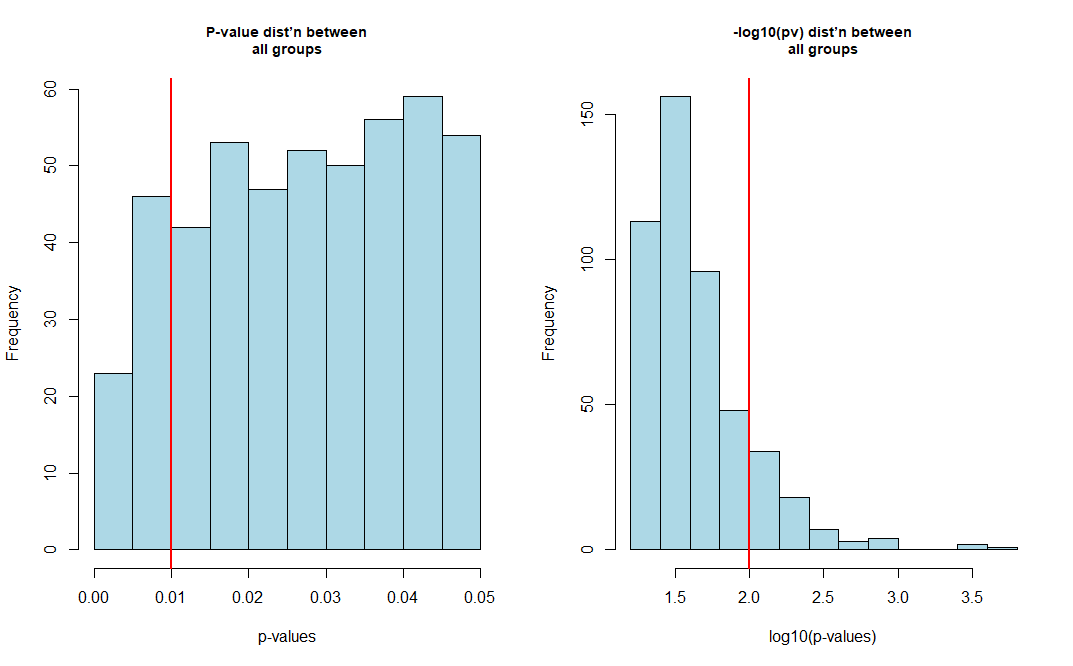 P-value dist’n between
all groups
60
50
40
30
20
10
0
Frequency
0.00 0.01 0.02 0.03 0.04 0.05
p-values
-log10(pv) dist’n between
all groups
150
100
50
0
Frequency
1.5 2.0 2.5 3.0 3.5
log10(p-values)